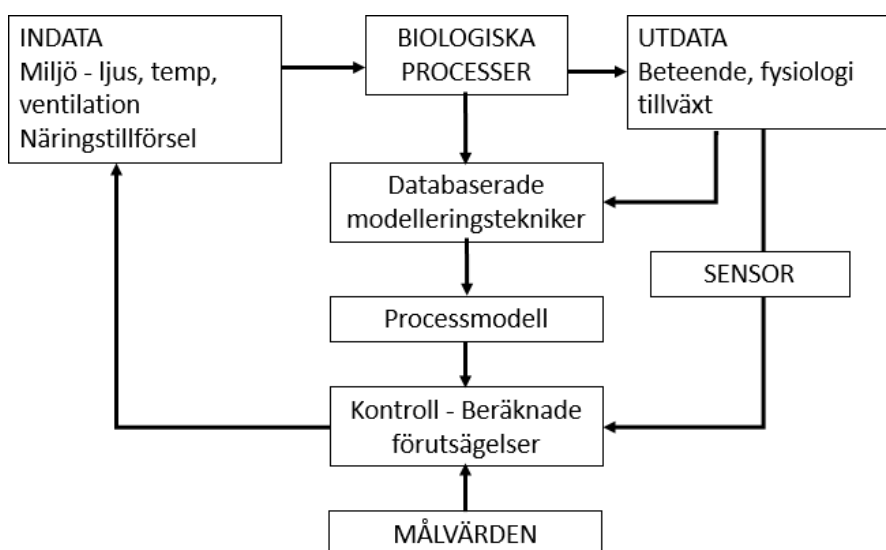 INDATA
Miljö - ljus, temp,
ventilation
Näringstillförsel
BIOLOGISKA
PROCESSER
UTDATA
Beteende, fysiologi
tillväxt
Databaserade
modelleringstekniker
SENSOR
Processmodell
Kontroll - Beräknade
förutsägelser
MÅLVÄRDEN